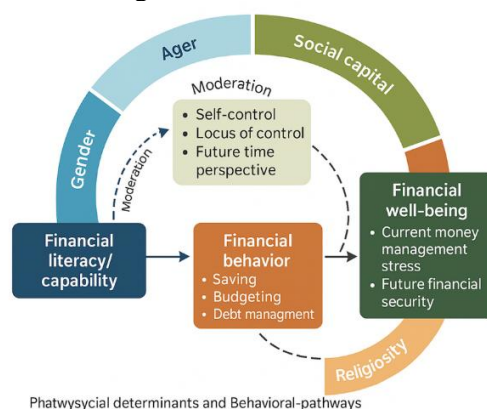 Ager
Social capital
Gender
Moderation
Moderation
• Self-control
• Locus of control
• Future time
perspective
Financial
literacy/
capability
Financial
behavior
• Saving
• Budgeting
• Debt managment
Financial
well-being
• Current money
management
stress
• Future financial
security
Religiosity
Phatwysycial determinants and Behavioral-pathways